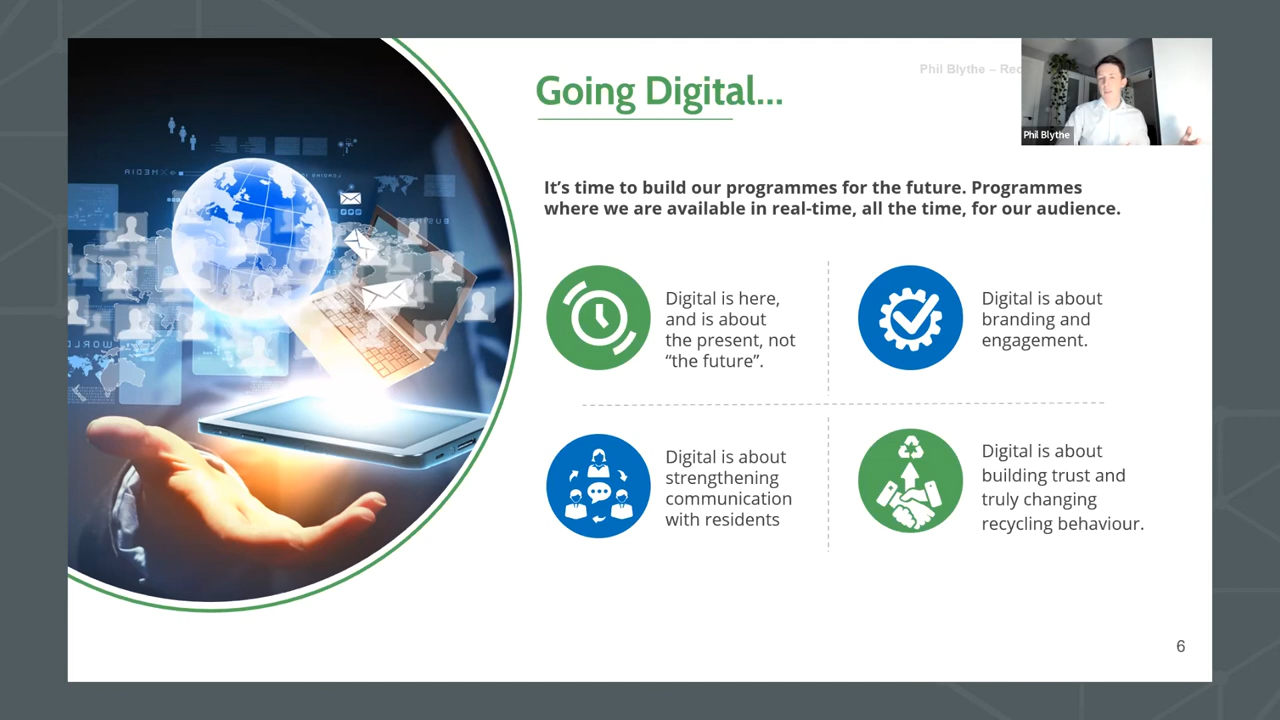 Going Digital...
Phil Blythe – Rec
Phil Blythe
It’s time to build our programmes for the future. Programmes
where we are available in real-time, all the time, for our audience.
Digital is here,
and is about
the present, not
“the future”.
Digital is about
branding and
engagement.
Digital is about
strengthening
communication
with residents
Digital is about
building trust and
truly changing
recycling behaviour.
MEDIA
6